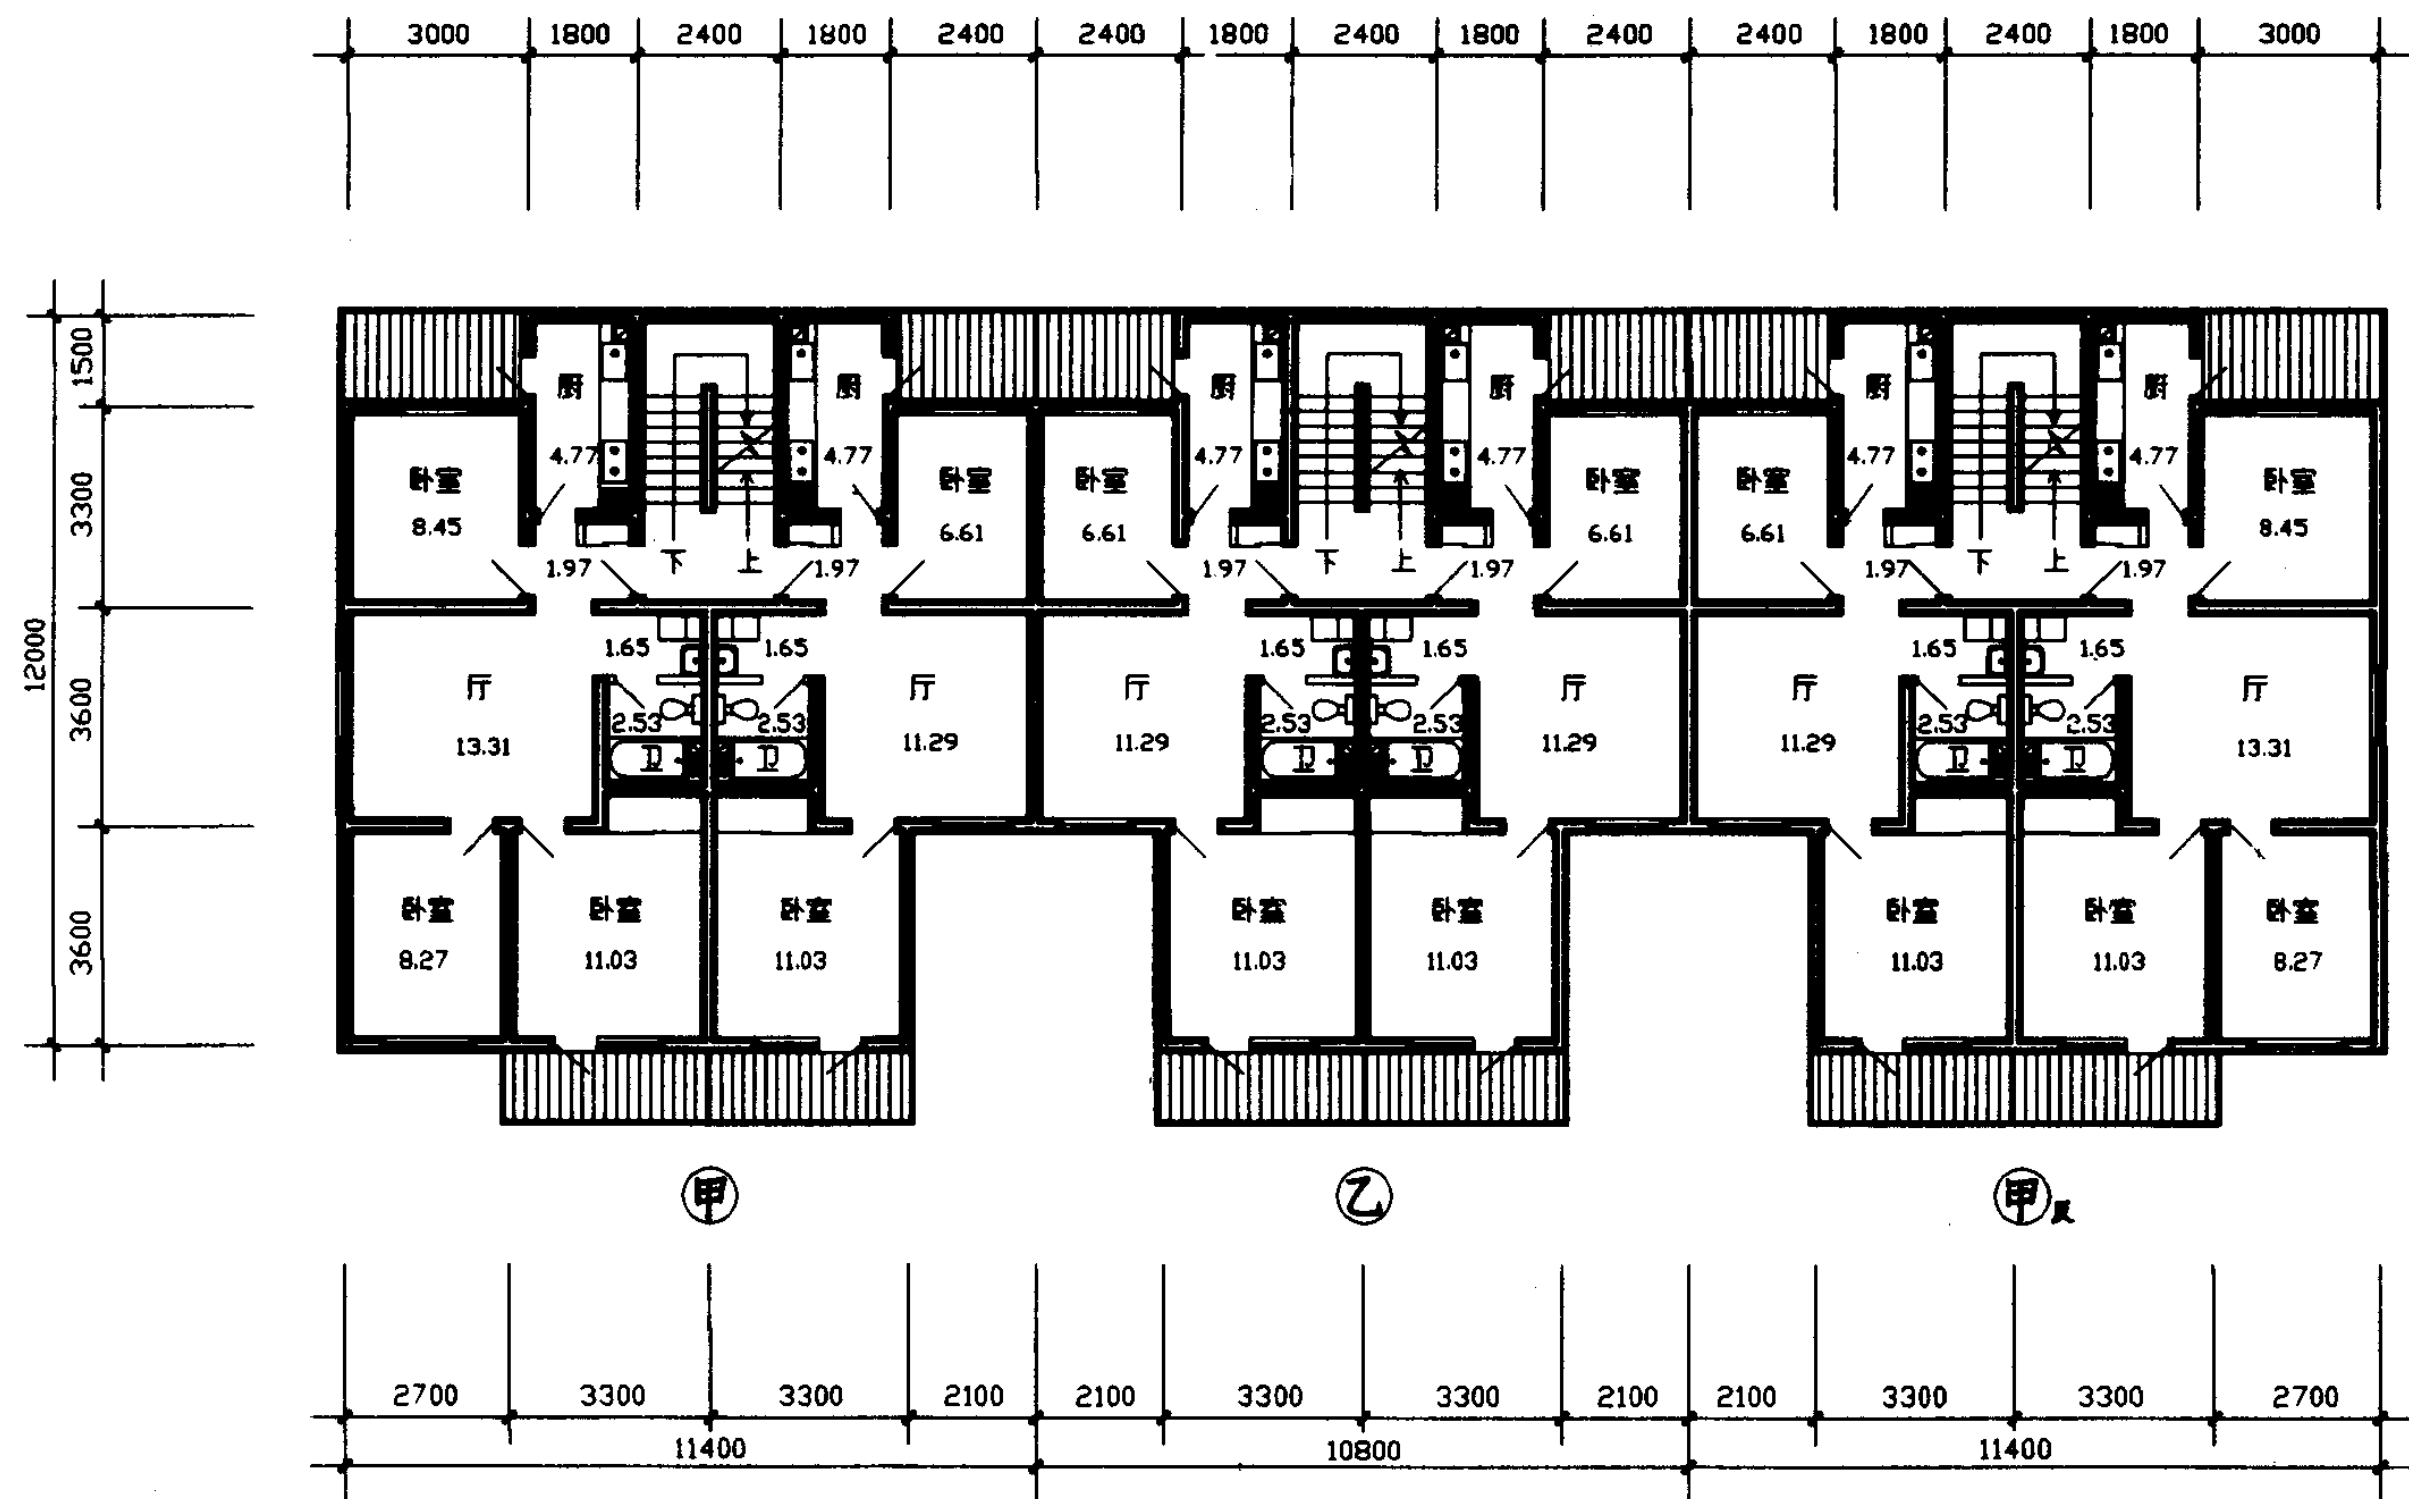 3000 1800 2400 1800 2400 2400 1800 2400 1800 2400 2400 1800 2400 1800 3000
12000
1500
3300
3600
3600
厨 厨 厨 厨 厨 厨
4.77 4.77 4.77 4.77 4.77 4.77
卧室 卧室 卧室 卧室 卧室 卧室
8.45 6.61 6.61 6.61 6.61 8.45
下 上 下 上 下 上
1.97 1.97 1.97 1.97 1.97 1.97
1.65 1.65 1.65 1.65 1.65 1.65
厅 厅 厅 厅 厅 厅
2.53 2.53 2.53 2.53 2.53 2.53
13.31 11.29 11.29 11.29 11.29 13.31
卫 卫 卫 卫 卫 卫
卧室 卧室 卧室 卧室 卧室 卧室 卧室 卧室
8.27 11.03 11.03 11.03 11.03 11.03 11.03 8.27
甲 乙 甲反
2700 3300 3300 2100 2100 3300 3300 2100 2100 3300 3300 2700
11400 10800 11400